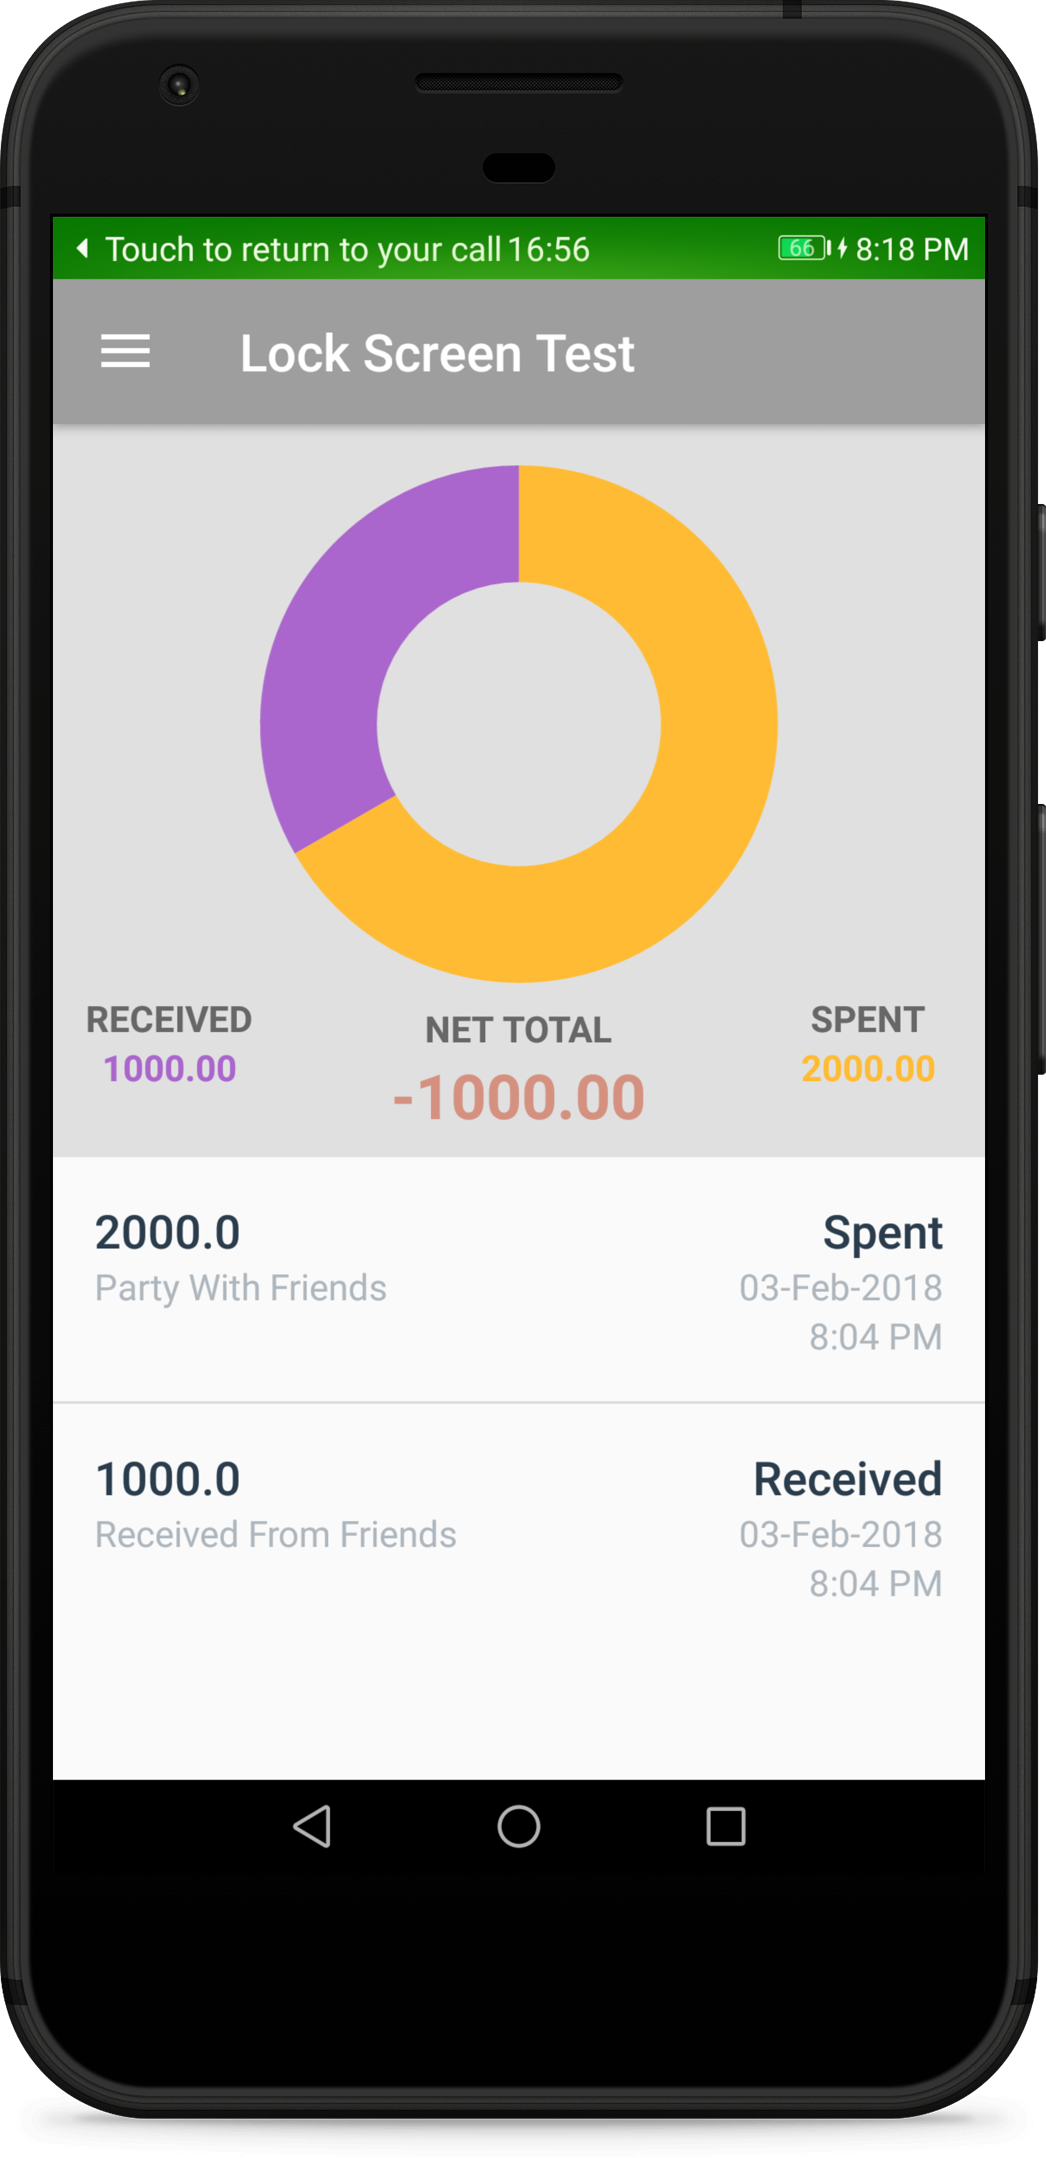 Touch to return to your call 16:56 66 8:18 PM
Lock Screen Test
RECEIVED NET TOTAL SPENT
1000.00 -1000.00 2000.00
2000.0 Spent
Party With Friends 03-Feb-2018
8:04 PM
1000.0 Received
Received From Friends 03-Feb-2018
8:04 PM